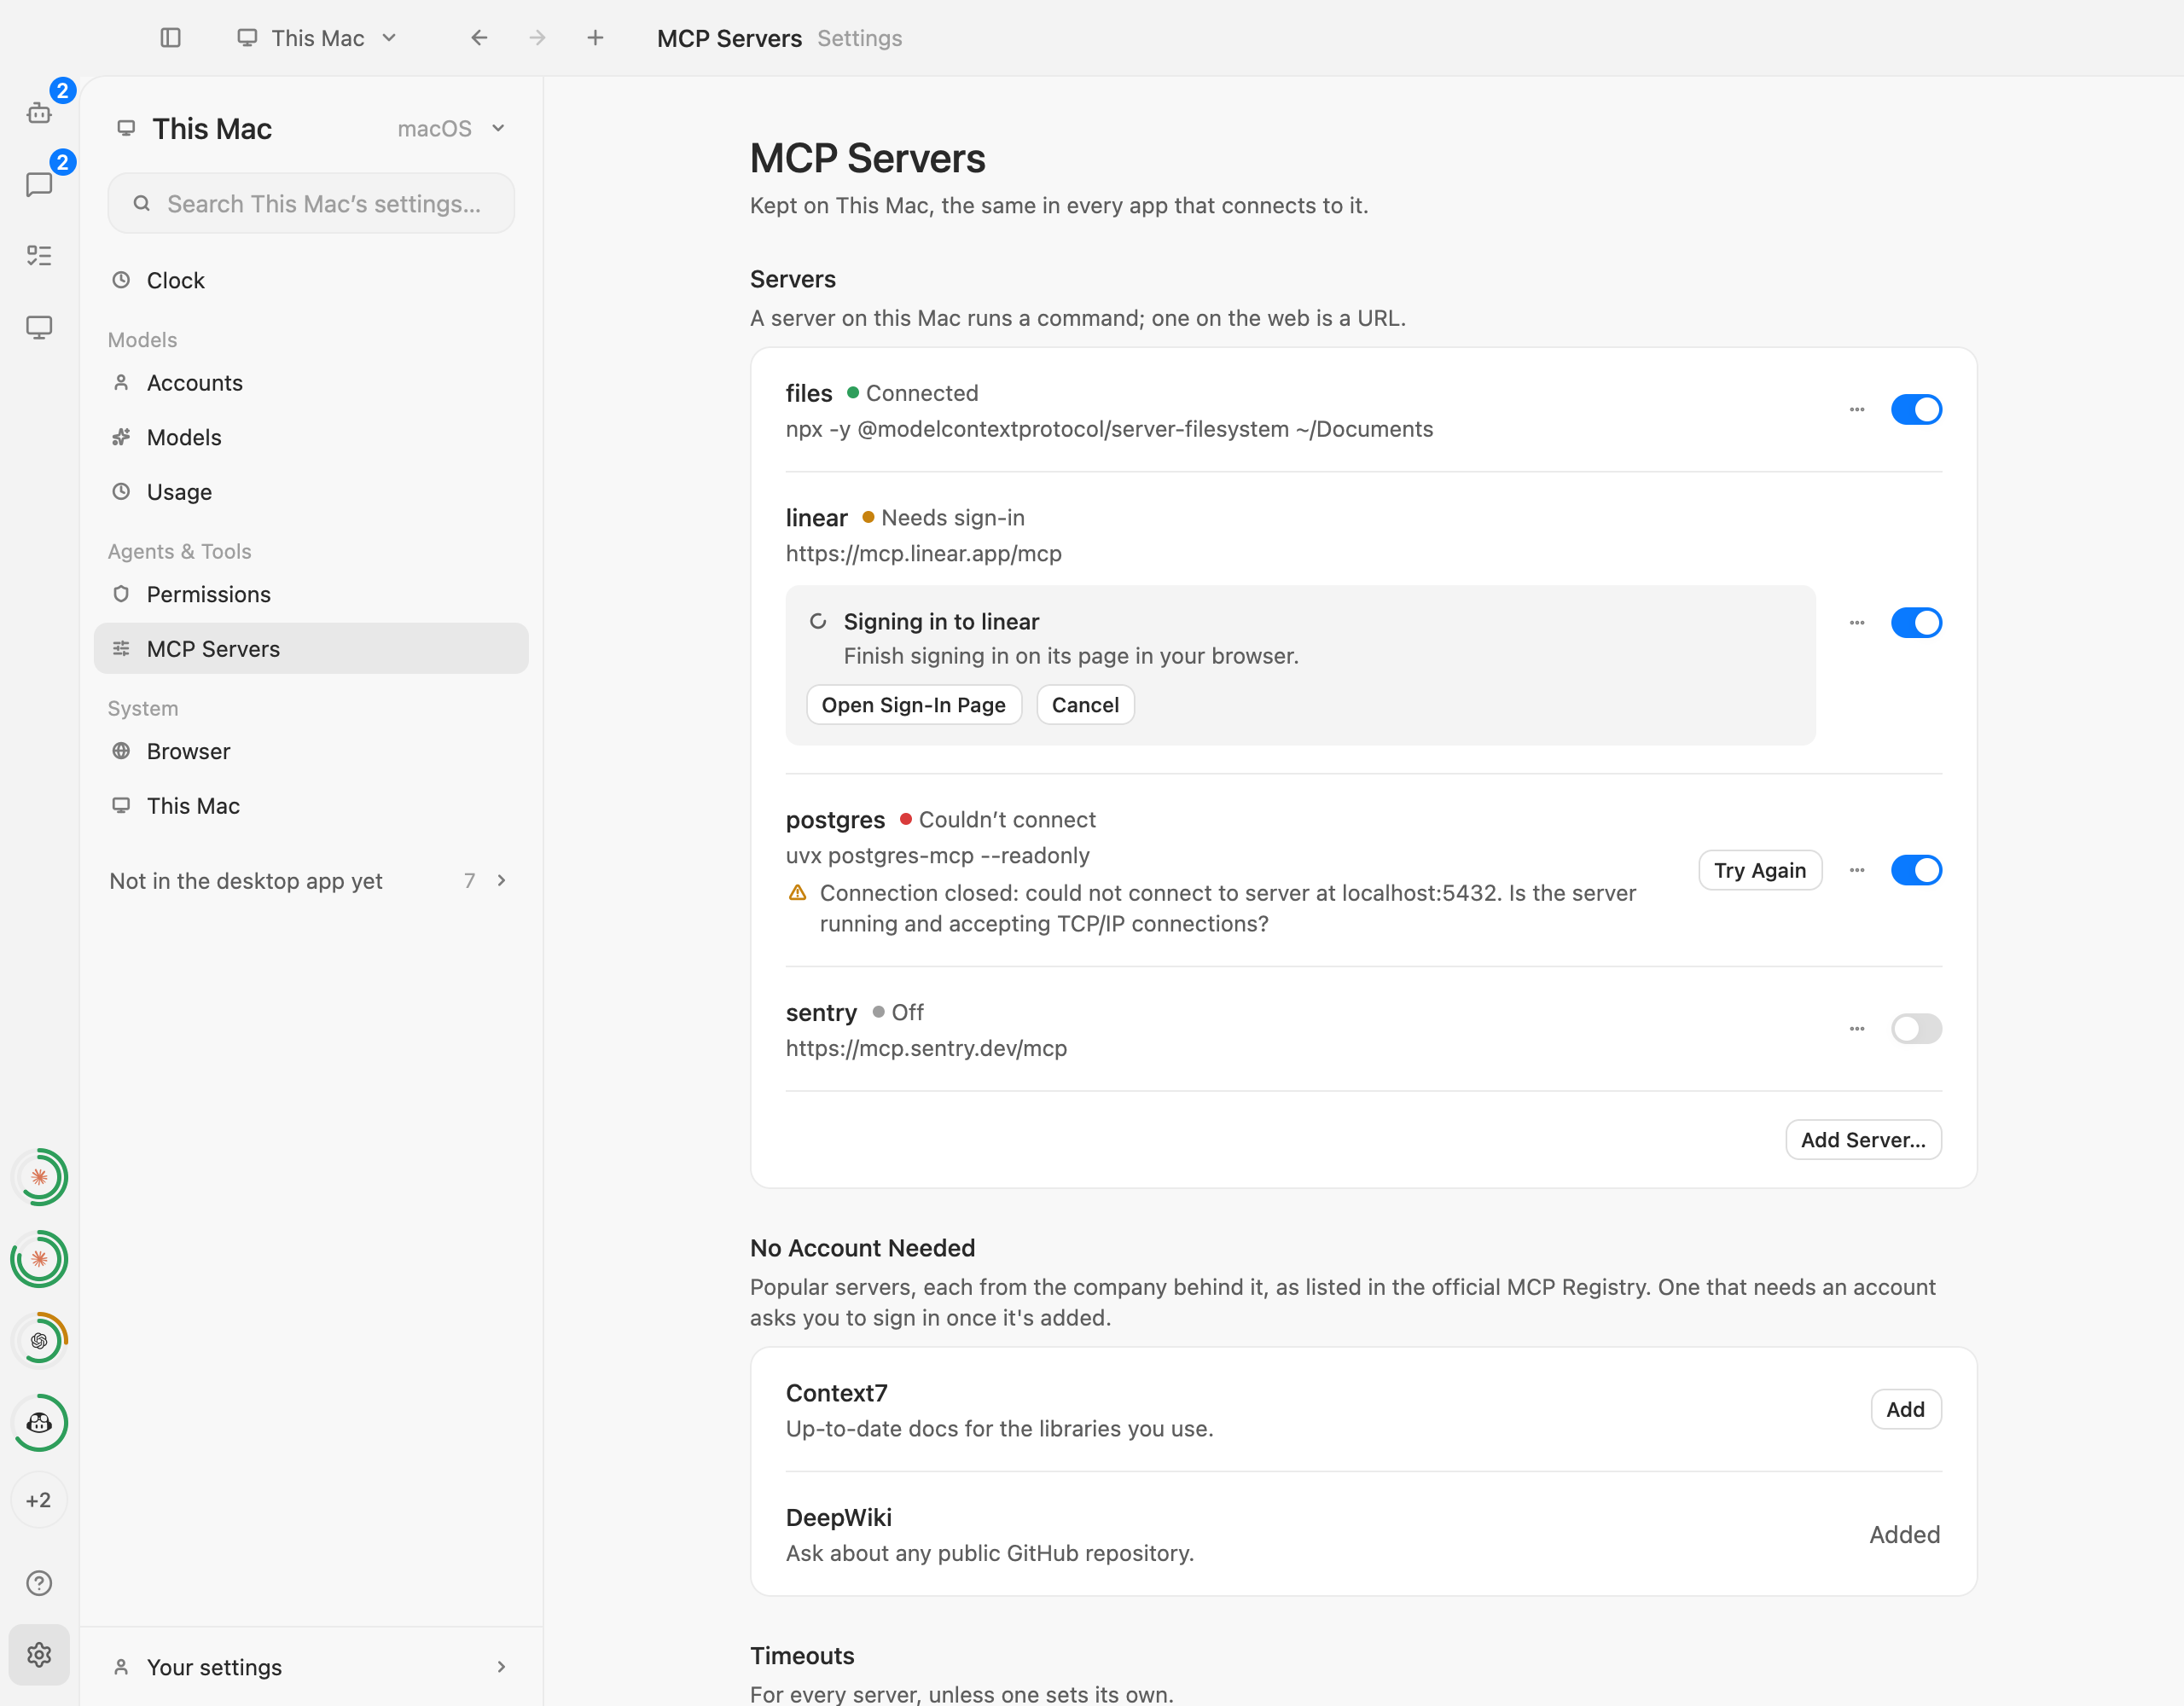 This Mac
MCP Servers Settings
2
2
This Mac
macOS
Search This Mac’s settings...
Clock
Models
Accounts
Models
Usage
Agents & Tools
Permissions
MCP Servers
System
Browser
This Mac
Not in the desktop app yet 7
+2
Your settings
MCP Servers
Kept on This Mac, the same in every app that connects to it.
Servers
A server on this Mac runs a command; one on the web is a URL.
files Connected
npx -y @modelcontextprotocol/server-filesystem ~/Documents
linear Needs sign-in
https://mcp.linear.app/mcp
Signing in to linear
Finish signing in on its page in your browser.
Open Sign-In Page Cancel
postgres Couldn’t connect
uvx postgres-mcp --readonly
Connection closed: could not connect to server at localhost:5432. Is the server
running and accepting TCP/IP connections?
Try Again
sentry Off
https://mcp.sentry.dev/mcp
Add Server...
No Account Needed
Popular servers, each from the company behind it, as listed in the official MCP Registry. One that needs an account
asks you to sign in once it's added.
Context7
Up-to-date docs for the libraries you use.
Add
DeepWiki
Ask about any public GitHub repository.
Added
Timeouts
For every server, unless one sets its own.